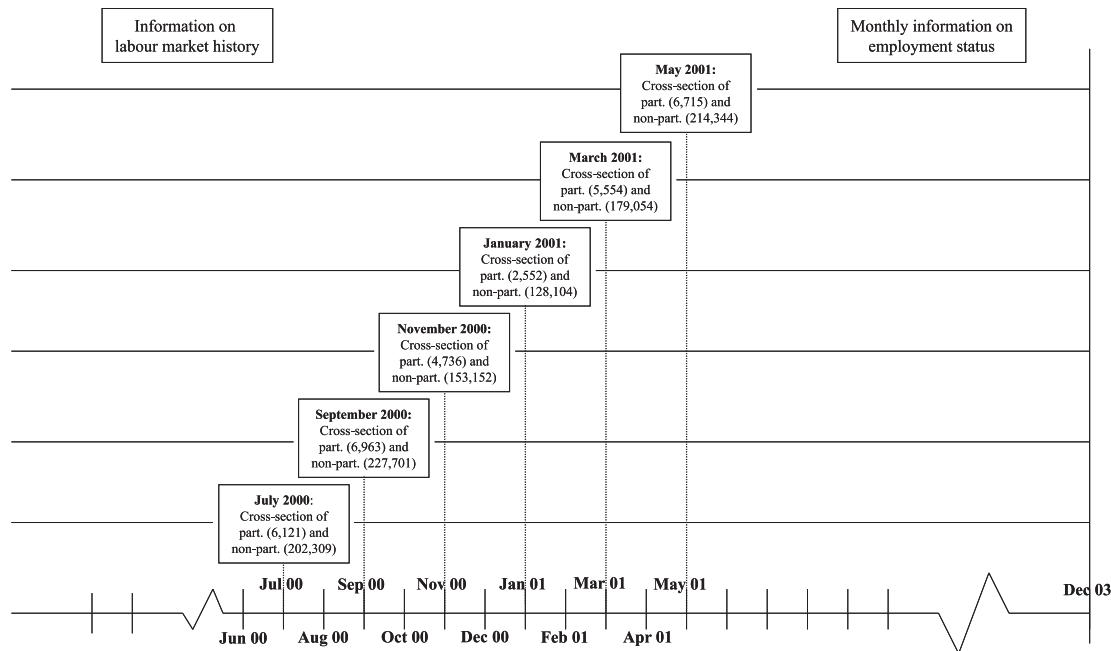 Information on
labour market history
Monthly information on
employment status
May 2001:
Cross-section of
part. (6,715) and
non-part. (214,344)
March 2001:
Cross-section of
part. (5,554) and
non-part. (179,054)
January 2001:
Cross-section of
part. (2,552) and
non-part. (128,104)
November 2000:
Cross-section of
part. (4,736) and
non-part. (153,152)
September 2000:
Cross-section of
part. (6,963) and
non-part. (227,701)
July 2000:
Cross-section of
part. (6,121) and
non-part. (202,309)
Jul 00 Sep 00 Nov 00 Jan 01 Mar 01 May 01 Dec 03
Jun 00 Aug 00 Oct 00 Dec 00 Feb 01 Apr 01